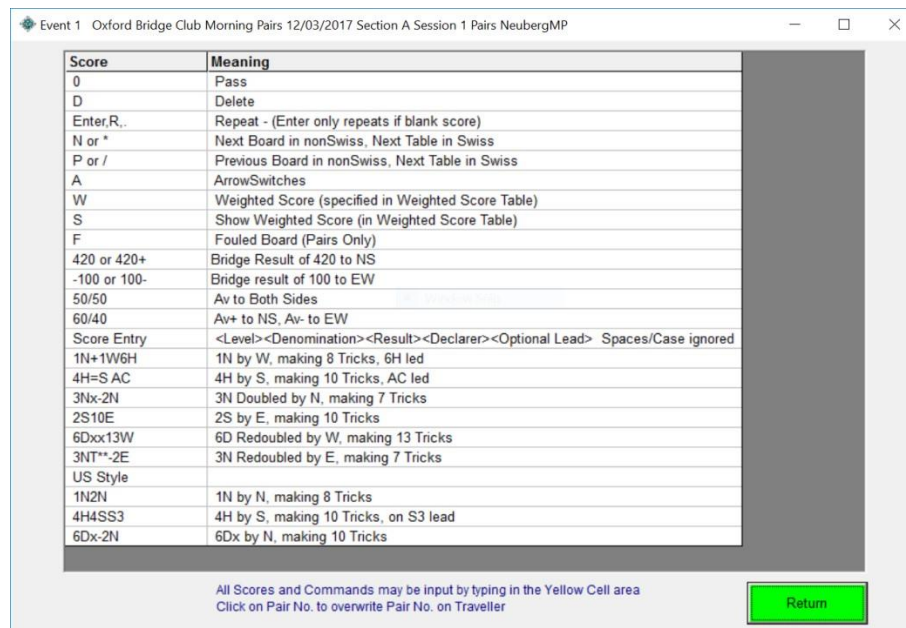 Event 1 Oxford Bridge Club Morning Pairs 12/03/2017 Section A Session 1 Pairs NeubergMP
Score Meaning
0 Pass
D Delete
Enter,R,. Repeat - (Enter only repeats if blank score)
N or * Next Board in nonSwiss, Next Table in Swiss
P or / Previous Board in nonSwiss, Next Table in Swiss
A ArrowSwitches
W Weighted Score (specified in Weighted Score Table)
S Show Weighted Score (in Weighted Score Table)
F Fouled Board (Pairs Only)
420 or 420+ Bridge Result of 420 to NS
-100 or 100- Bridge result of 100 to EW
50/50 Av to Both Sides
60/40 Av+ to NS, Av- to EW
Score Entry <Level><Denomination><Result><Declarer><Optional Lead> Spaces/Case ignored
1N+1W6H 1N by W, making 8 Tricks, 6H led
4H=S AC 4H by S, making 10 Tricks, AC led
3Nx-2N 3N Doubled by N, making 7 Tricks
2S10E 2S by E, making 10 Tricks
6Dxx13W 6D Redoubled by W, making 13 Tricks
3NT**-2E 3N Redoubled by E, making 7 Tricks
US Style
1N2N 1N by N, making 8 Tricks
4H4SS3 4H by S, making 10 Tricks, on S3 lead
6Dx-2N 6Dx by N, making 10 Tricks
All Scores and Commands may be input by typing in the Yellow Cell area
Click on Pair No. to overwrite Pair No. on Traveller
Return